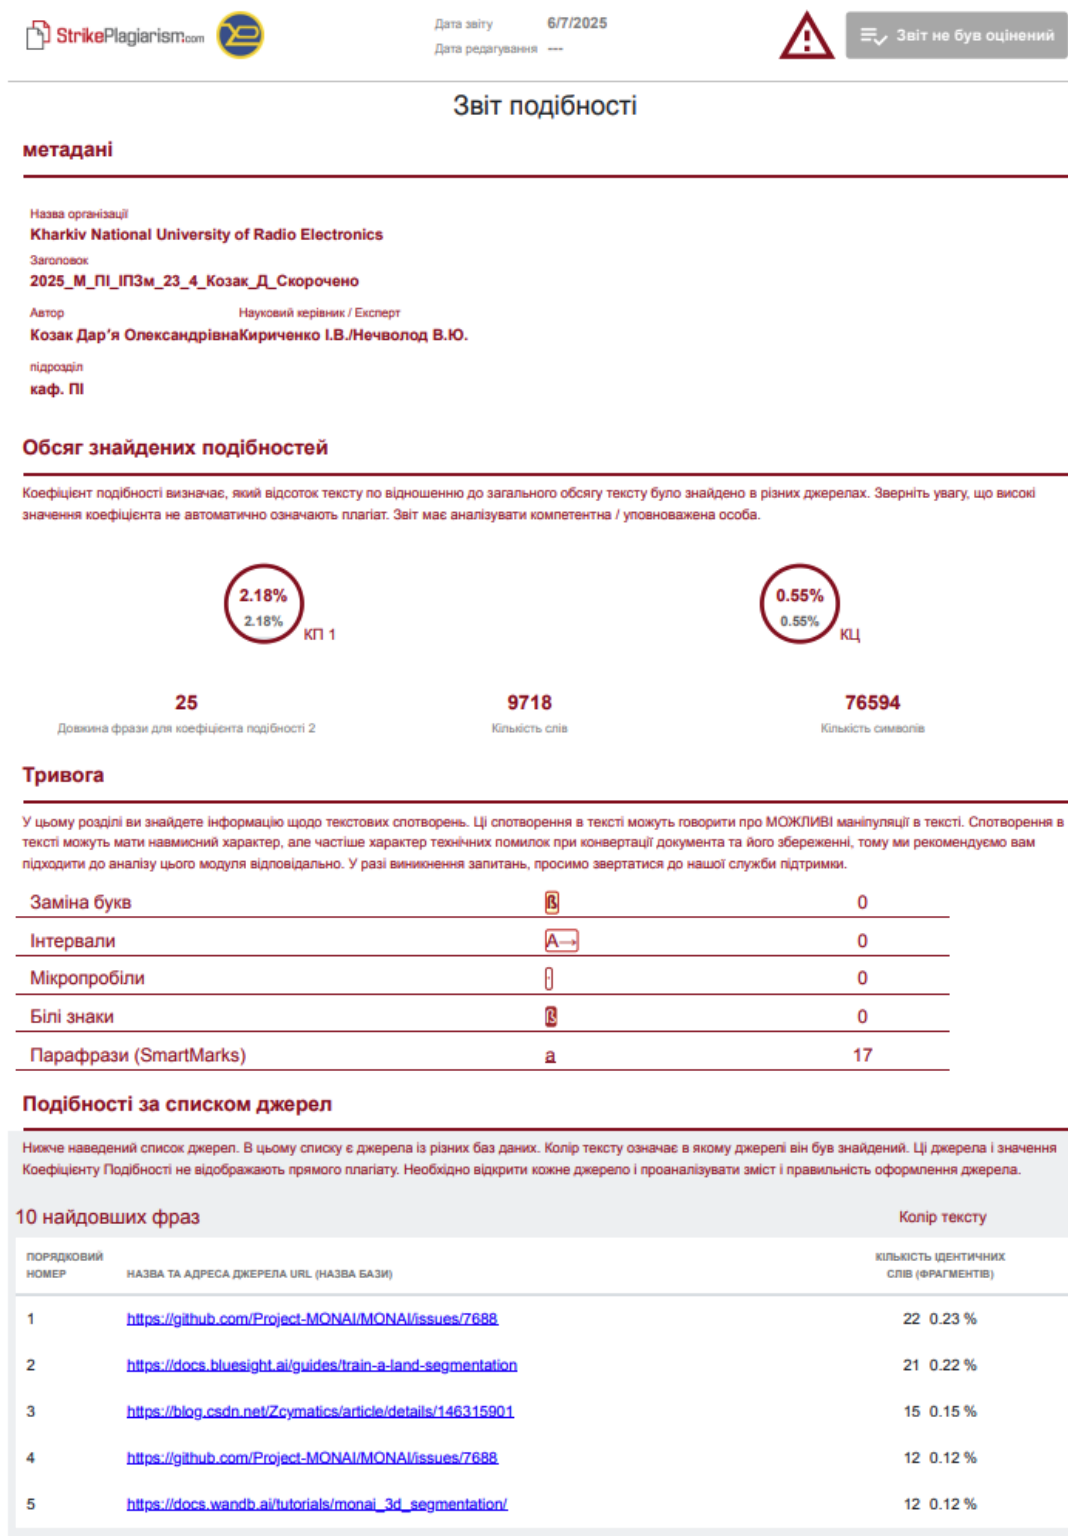 StrikePlagiarism.com
Дата звіту 6/7/2025
Дата редагування ---
Звіт не був оцінений
Звіт подібності
метадані
Назва організації
Kharkiv National University of Radio Electronics
Заголовок
2025_М_ПІ_ІПЗм_23_4_Козак_Д_Скорочено
Автор Науковий керівник / Експерт
Козак Дар'я ОлександрівнаКириченко І.В./Нечволод В.Ю.
підрозділ
каф. ПІ
Обсяг знайдених подібностей
Коефіцієнт подібності визначає, який відсоток тексту по відношенню до загального обсягу тексту було знайдено в різних джерелах. Зверніть увагу, що високі
значення коефіцієнта не автоматично означають плагіат. Звіт має аналізувати компетентна / уповноважена особа.
2.18%
2.18%
КП 1
0.55%
0.55%
КЦ
25 9718 76594
Довжина фрази для коефіцієнта подібності 2 Кількість слів Кількість символів
Тривога
У цьому розділі ви знайдете інформацію щодо текстових спотворень. Ці спотворення в тексті можуть говорити про МОЖЛИВІ маніпуляції в тексті. Спотворення в
тексті можуть мати навмисний характер, але частіше характер технічних помилок при конвертації документа та його збереженні, тому ми рекомендуємо вам
підходити до аналізу цього модуля відповідально. У разі виникнення запитань, просимо звертатися до нашої служби підтримки.
Заміна букв ß 0
Інтервали A→ 0
Мікропробіли · 0
Білі знаки ß 0
Парафрази (SmartMarks) a 17
Подібності за списком джерел
Нижче наведений список джерел. В цьому списку є джерела із різних баз даних. Колір тексту означає в якому джерелі він був знайдений. Ці джерела і значення
Коефіцієнту Подібності не відображають прямого плагіату. Необхідно відкрити кожне джерело і проаналізувати зміст і правильність оформлення джерела.
10 найдовших фраз Колір тексту
ПОРЯДКОВИЙ
НОМЕР
НАЗВА ТА АДРЕСА ДЖЕРЕЛА URL (НАЗВА БАЗИ)
КІЛЬКІСТЬ ІДЕНТИЧНИХ
СЛІВ (ФРАГМЕНТІВ)
1 https://github.com/Project-MONAI/MONAI/issues/7688 22 0.23 %
2 https://docs.bluesight.ai/guides/train-a-land-segmentation 21 0.22 %
3 https://blog.csdn.net/Zcymatics/article/details/146315901 15 0.15 %
4 https://github.com/Project-MONAI/MONAI/issues/7688 12 0.12 %
5 https://docs.wandb.ai/tutorials/monai_3d_segmentation/ 12 0.12 %